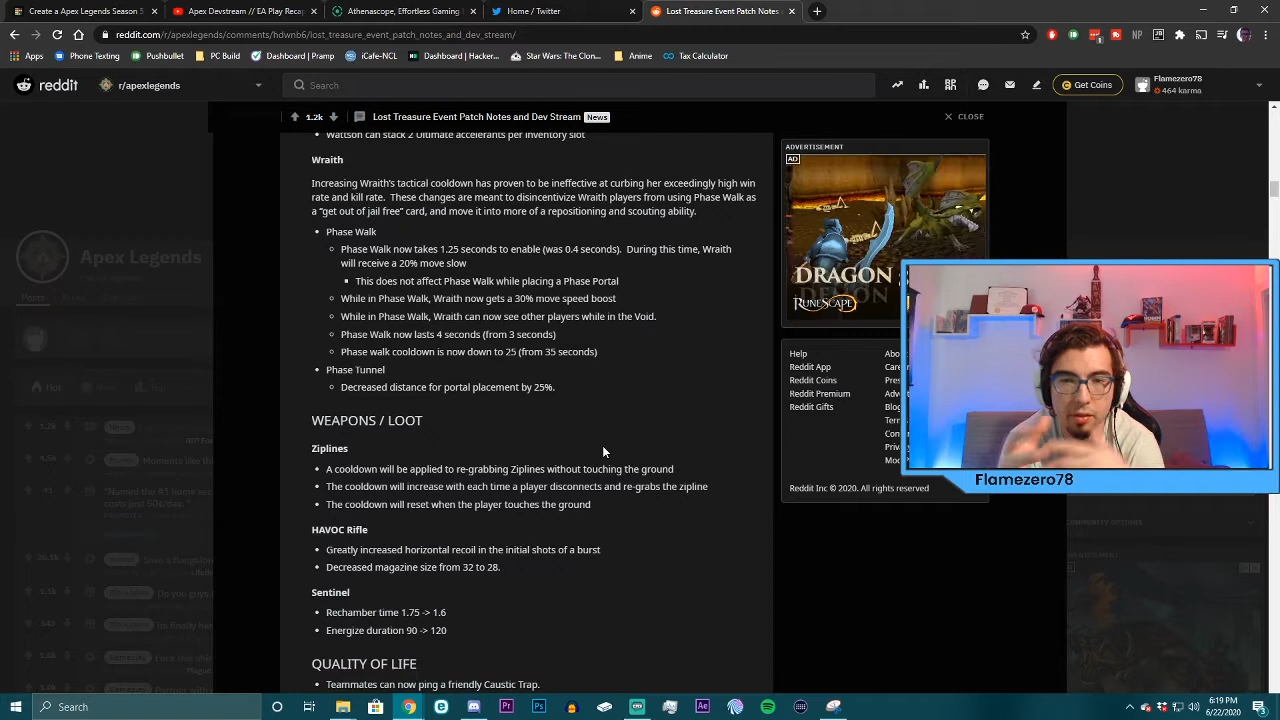 Create a Apex Legends Season 5
Apex Devstream // EA Play Recap
Athenascope, Effortless Gaming
Home / Twitter
Lost Treasure Event Patch Notes
reddit.com/r/apexlegends/comments/hdwnb6/lost_treasure_event_patch_notes_and_dev_stream/
Apps
Phone Texting
Pushbullet
PC Build
Dashboard | Pramp
iCafe-NCL
Dashboard | Hacker...
Star Wars: The Clon...
Anime
Tax Calculator
reddit
r/apexlegends
Search
Get Coins
Flamezero78
464 karma
1.2k
Lost Treasure Event Patch Notes and Dev Stream
News
CLOSE
Wattson can stack 2 Ultimate accelerants per inventory slot
Wraith
Increasing Wraith's tactical cooldown has proven to be ineffective at curbing her exceedingly high win
rate and kill rate. These changes are meant to disincentivize Wraith players from using Phase Walk as
a "get out of jail free" card, and move it into more of a repositioning and scouting ability.
• Phase Walk
Phase Walk now takes 1.25 seconds to enable (was 0.4 seconds). During this time, Wraith
will receive a 20% move slow
This does not affect Phase Walk while placing a Phase Portal
While in Phase Walk, Wraith now gets a 30% move speed boost
While in Phase Walk, Wraith can now see other players while in the Void.
Phase Walk now lasts 4 seconds (from 3 seconds)
Phase walk cooldown is now down to 25 (from 35 seconds)
• Phase Tunnel
Decreased distance for portal placement by 25%.
WEAPONS / LOOT
Ziplines
• A cooldown will be applied to re-grabbing Ziplines without touching the ground
• The cooldown will increase with each time a player disconnects and re-grabs the zipline
• The cooldown will reset when the player touches the ground
HAVOC Rifle
• Greatly increased horizontal recoil in the initial shots of a burst
• Decreased magazine size from 32 to 28.
Sentinel
• Rechamber time 1.75 -> 1.6
• Energize duration 90 -> 120
QUALITY OF LIFE
• Teammates can now ping a friendly Caustic Trap.
ADVERTISEMENT
AD
DRAGON
DEMON
RUNESCAPE
Help
Reddit App
Reddit Coins
Reddit Premium
Reddit Gifts
Reddit Inc © 2020. All rights reserved
Flamezero78
Apex Legends
Posts
Hot
New
Top
1.2k
News
Moments like thi
COMMUNITY OPTIONS
Search
6:19 PM
6/22/2020